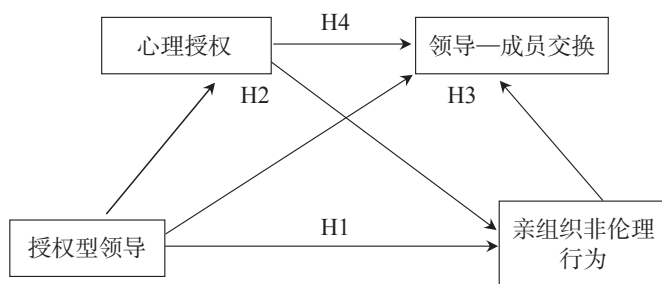 H4
心理授权
领导—成员交换
H2
H3
授权型领导
H1
亲组织非伦理
行为